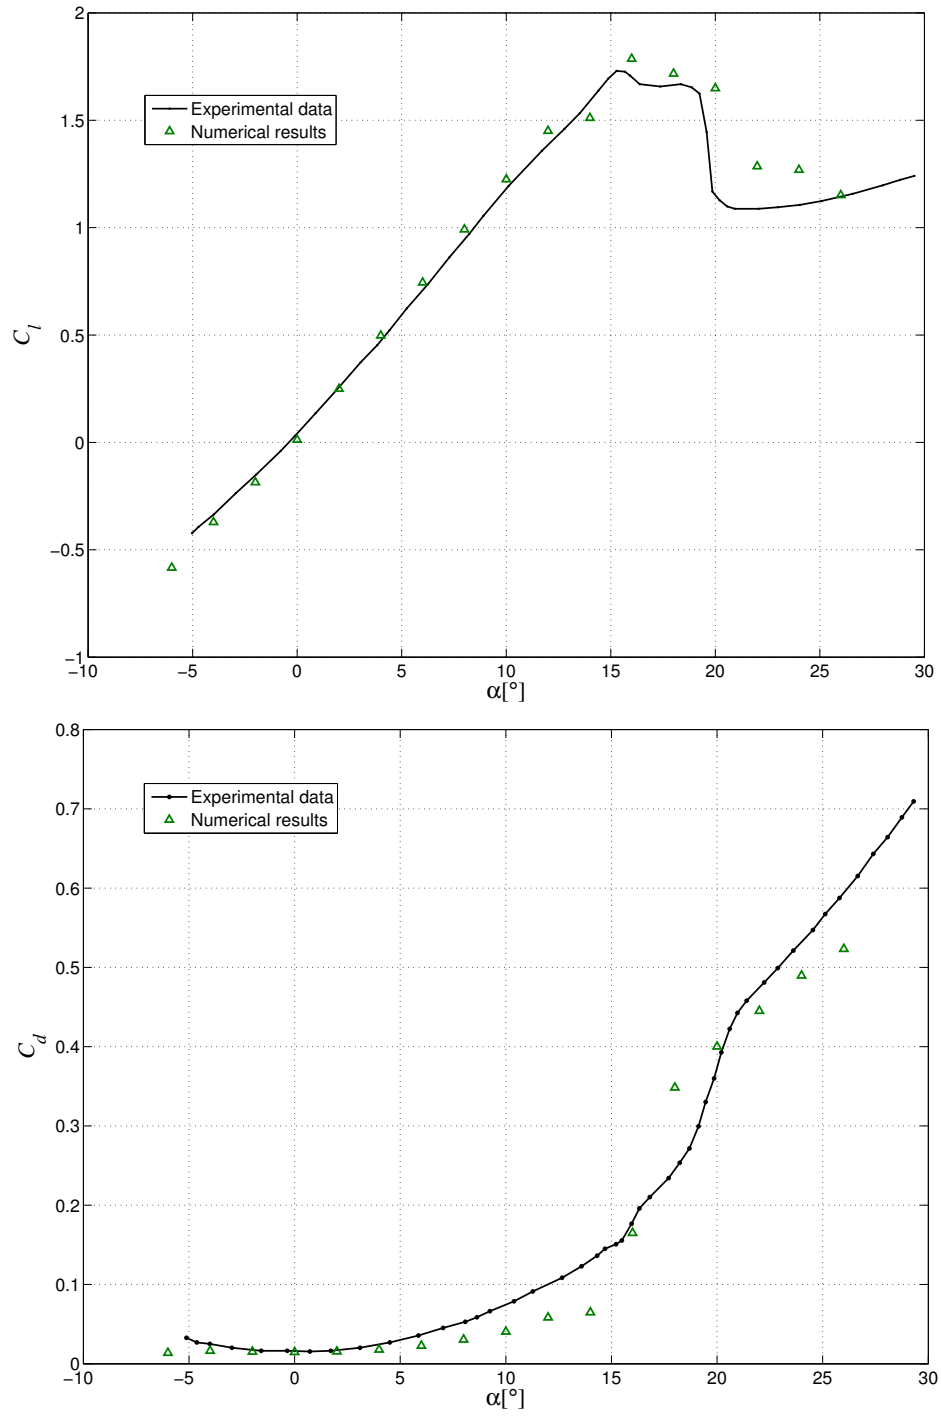 2
1.5
1
0.5
0
−0.5
−1
C_l
Experimental data
Numerical results
−10 −5 0 5 10 15 20 25 30
α[°]
0.8
0.7
0.6
0.5
0.4
0.3
0.2
0.1
0
C_d
Experimental data
Numerical results
−10 −5 0 5 10 15 20 25 30
α[°]